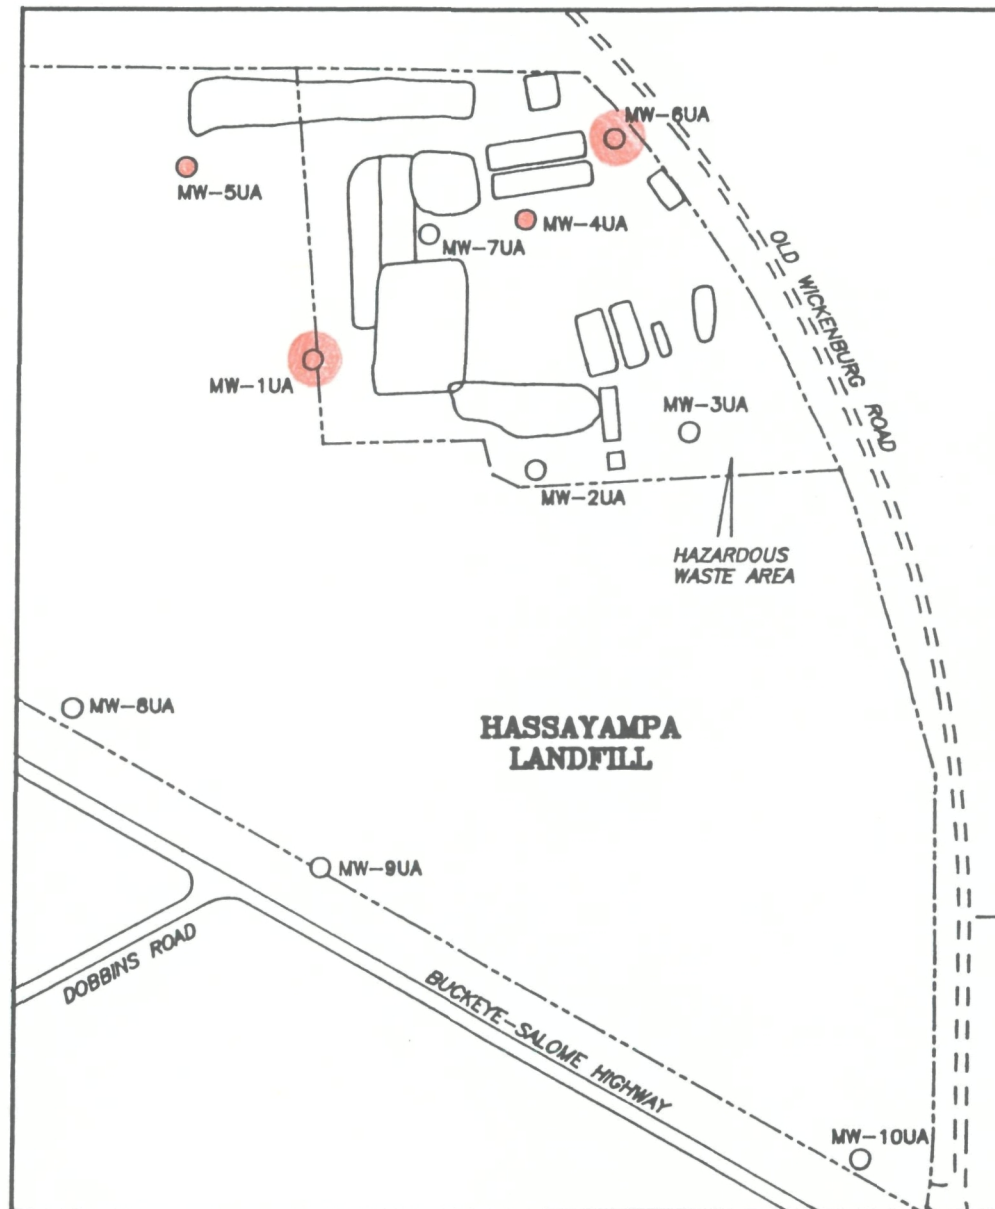 MW-6UA
MW-5UA
MW-4UA
MW-7UA
OLD WICKENBURG ROAD
MW-1UA
MW-3UA
MW-2UA
HAZARDOUS
WASTE AREA
MW-8UA
HASSAYAMPA
LANDFILL
MW-9UA
DOBBINS ROAD
BUCKEYE-SALOME HIGHWAY
MW-10UA